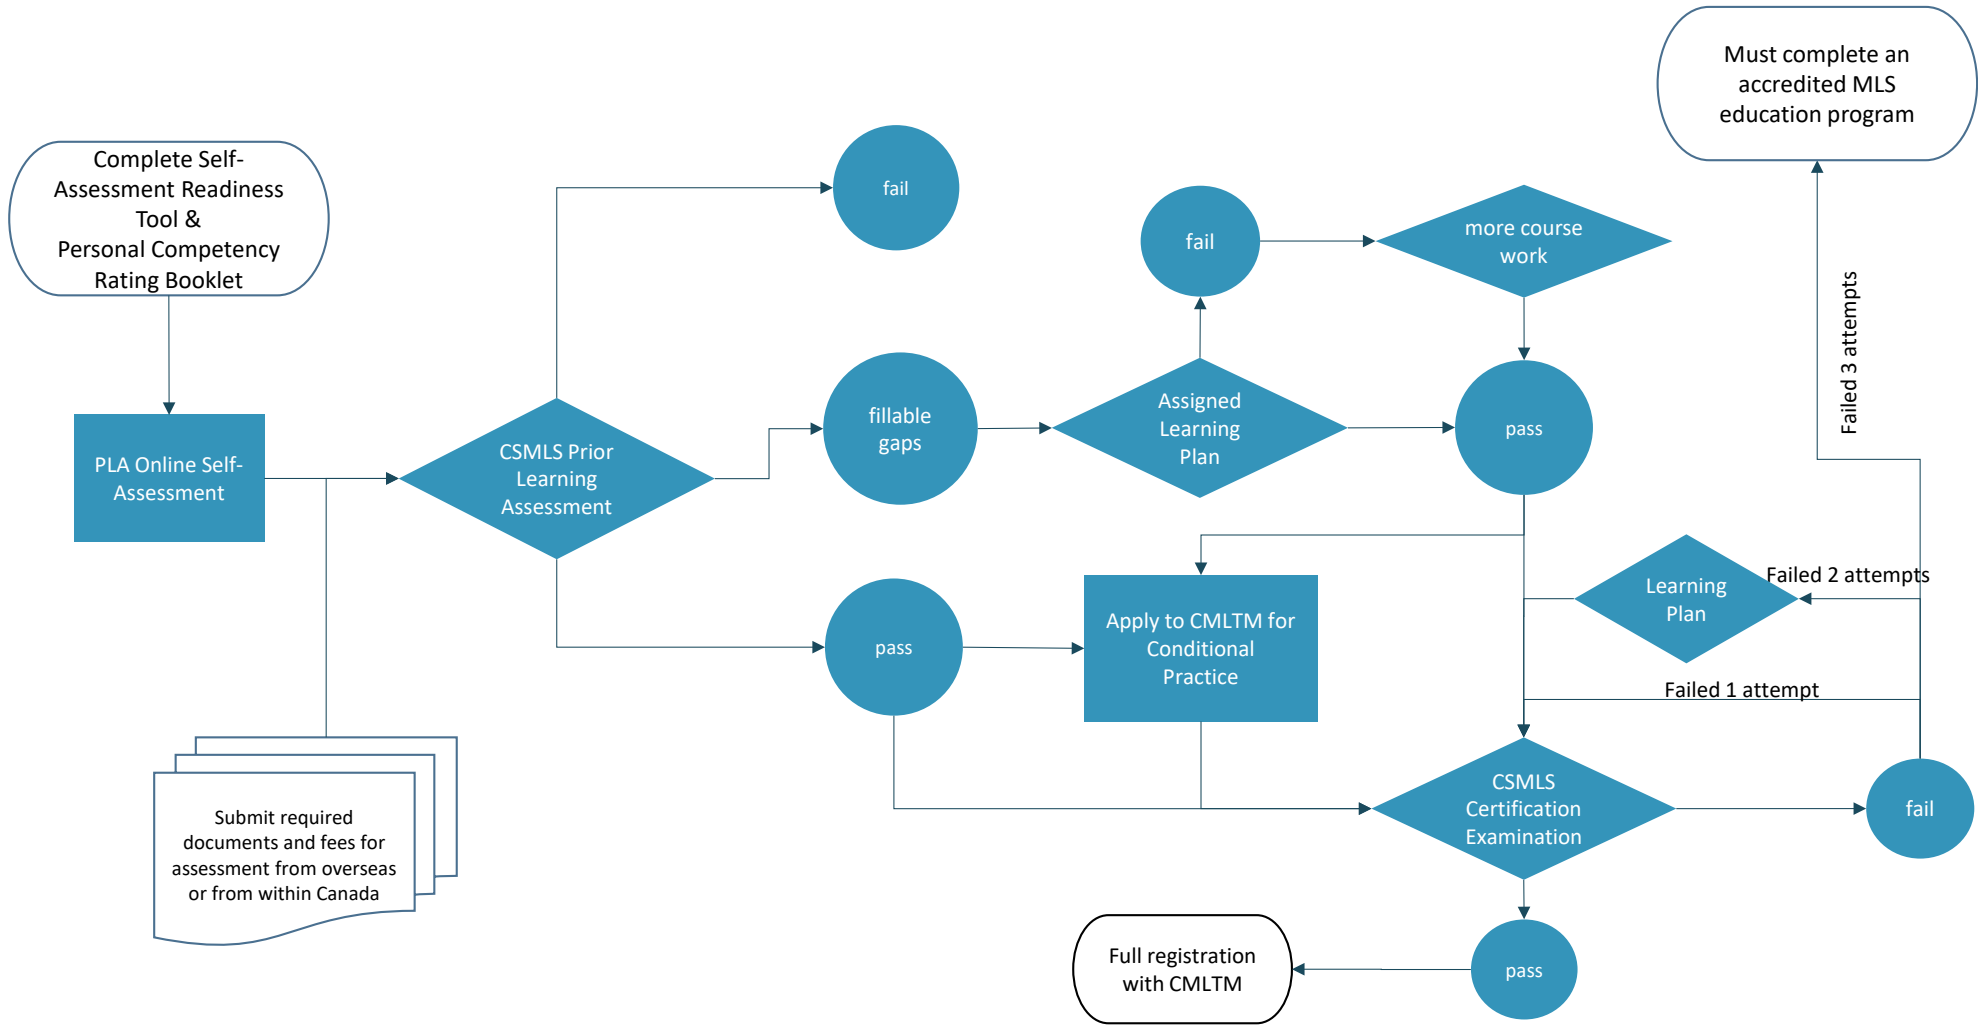 Complete Self-
Assessment Readiness
Tool &
Personal Competency
Rating Booklet
PLA Online Self-
Assessment
Submit required
documents and fees for
assessment from overseas
or from within Canada
CSMLS Prior
Learning
Assessment
fail
fillable
gaps
pass
Assigned
Learning
Plan
fail
more course
work
pass
Apply to CMLTM for
Conditional
Practice
Learning
Plan
Failed 1 attempt
Failed 2 attempts
Failed 3 attempts
Must complete an
accredited MLS
education program
CSMLS
Certification
Examination
fail
pass
Full registration
with CMLTM